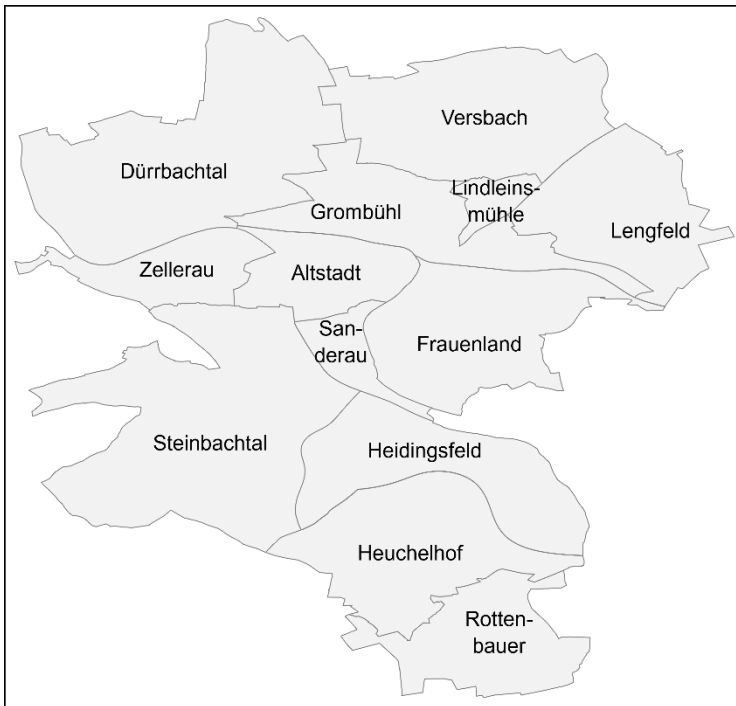 Versbach
Dürrbachtal
Lindleins-
mühle
Grombühl
Lengfeld
Zellerau
Altstadt
San-
derau
Frauenland
Steinbachtal
Heidingsfeld
Heuchelhof
Rotten-
bauer